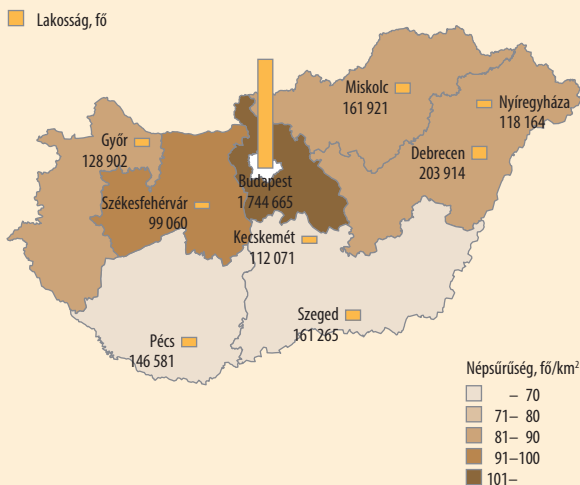 Lakosság, fő
Miskolc
161 921
Nyíregyháza
118 164
Győr
128 902
Debrecen
203 914
Budapest
1 744 665
Székesfehérvár
99 060
Kecskemét
112 071
Szeged
161 265
Pécs
146 581
Népsűrűség, fő/km²
– 70
71– 80
81– 90
91–100
101–